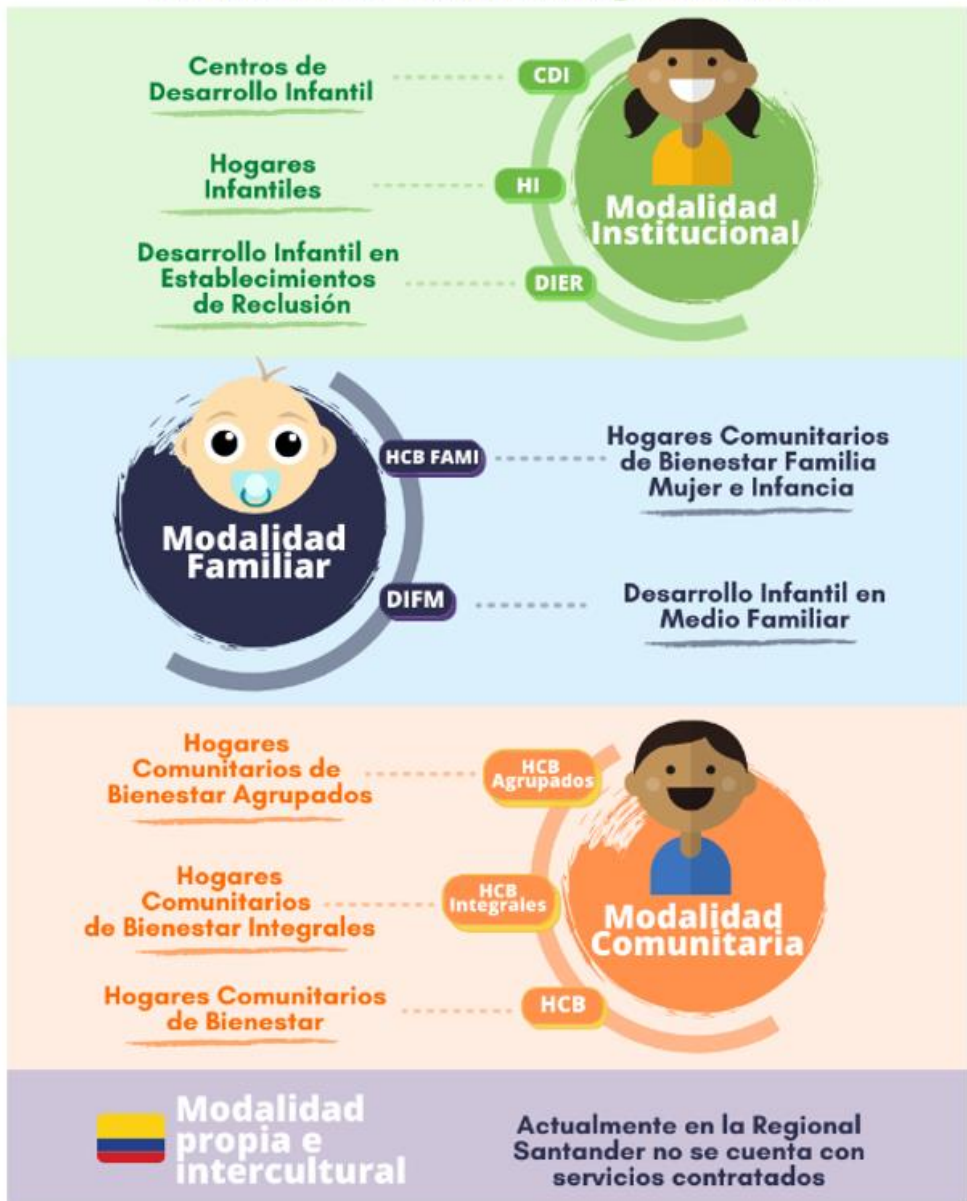 Centros de
Desarrollo Infantil
CDI
Hogares
Infantiles
HI
Desarrollo Infantil en
Establecimientos
de Reclusión
DIER
Modalidad
Institucional
Modalidad
Familiar
HCB FAMI
Hogares Comunitarios
de Bienestar Familia
Mujer e Infancia
DIFM
Desarrollo Infantil en
Medio Familiar
Hogares
Comunitarios de
Bienestar Agrupados
HCB
Agrupados
Hogares
Comunitarios
de Bienestar Integrales
HCB
Integrales
Hogares Comunitarios
de Bienestar
HCB
Modalidad
Comunitaria
Modalidad
propia e
intercultural
Actualmente en la Regional
Santander no se cuenta con
servicios contratados